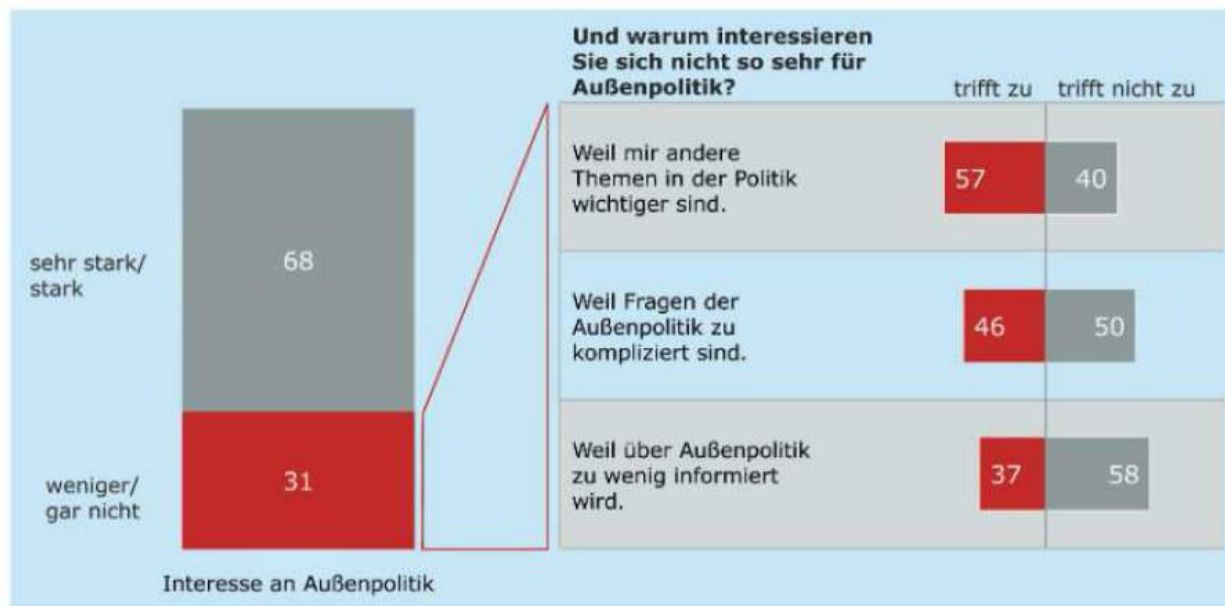 Und warum interessieren
Sie sich nicht so sehr für
Außenpolitik?
trifft zu
trifft nicht zu
Weil mir andere
Themen in der Politik
wichtiger sind.
57
40
sehr stark/
stark
68
Weil Fragen der
Außenpolitik zu
kompliziert sind.
46
50
weniger/
gar nicht
31
Weil über Außenpolitik
zu wenig informiert
wird.
37
58
Interesse an Außenpolitik